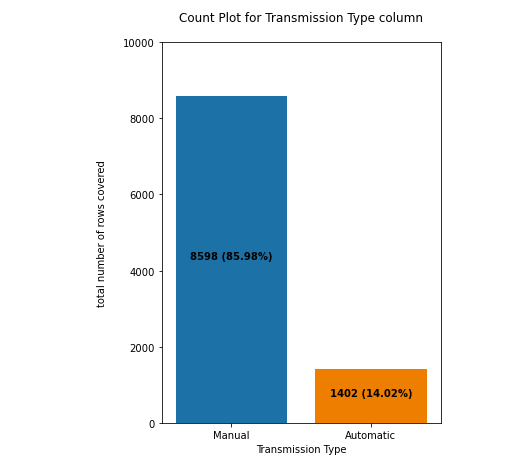 Count Plot for Transmission Type column
total number of rows covered
10000
8000
6000
4000
2000
0
8598 (85.98%)
1402 (14.02%)
Manual
Automatic
Transmission Type